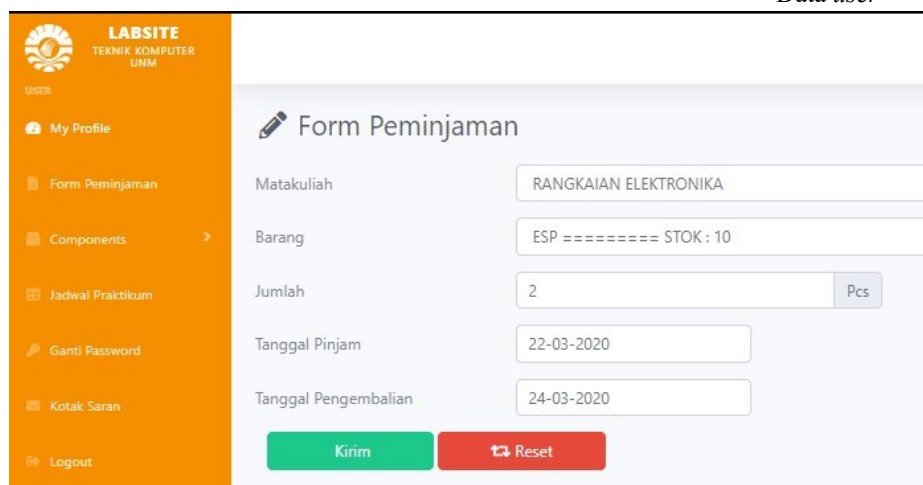 Data user
LABSITE
TEKNIK KOMPUTER
UNM
USER
My Profile
Form Peminjaman
Components
Jadwal Praktikum
Ganti Password
Kotak Saran
Logout
Form Peminjaman
Matakuliah RANGKAIAN ELEKTRONIKA
Barang ESP ========= STOK : 10
Jumlah 2 Pcs
Tanggal Pinjam 22-03-2020
Tanggal Pengembalian 24-03-2020
Kirim Reset